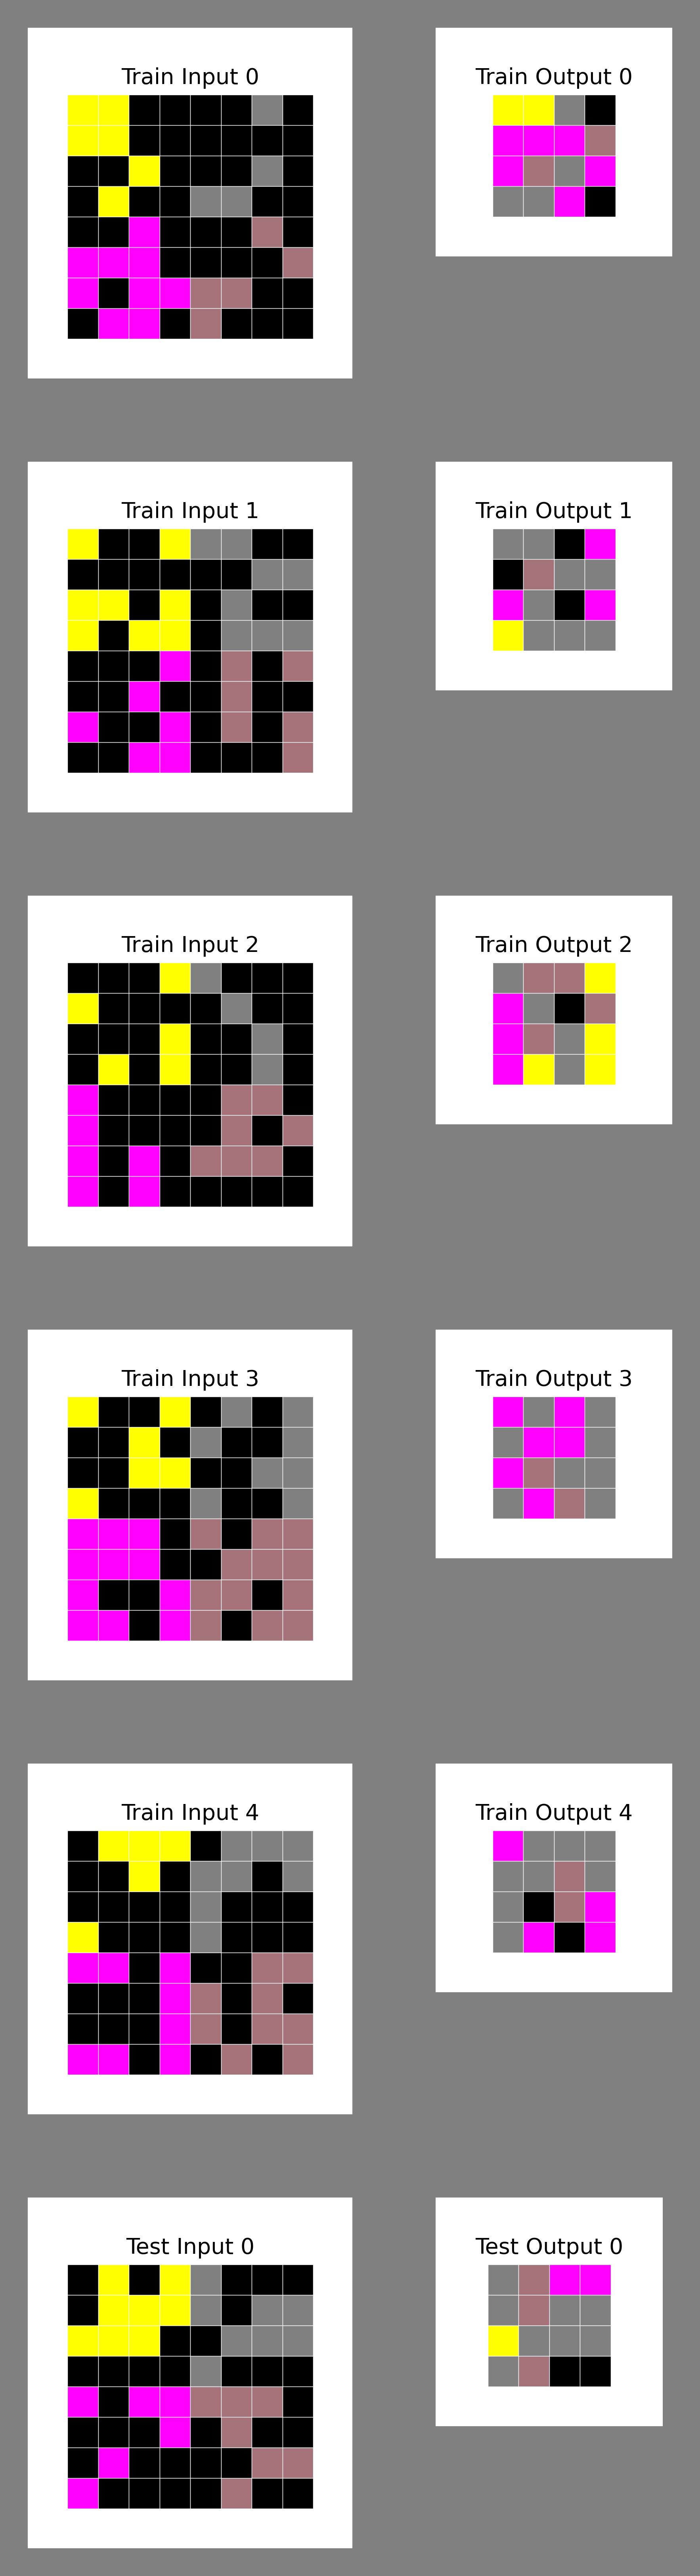 Train Input 0
Train Output 0
Train Input 1
Train Output 1
Train Input 2
Train Output 2
Train Input 3
Train Output 3
Train Input 4
Train Output 4
Test Input 0
Test Output 0